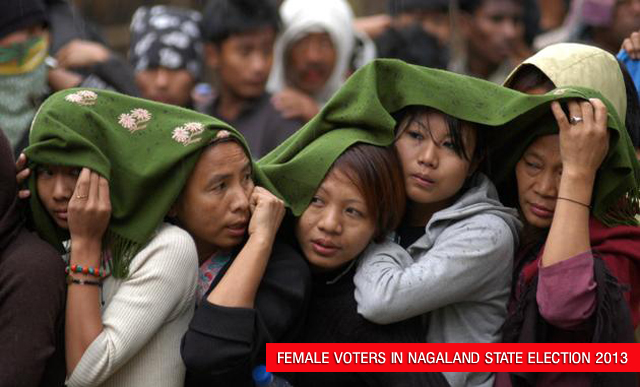 FEMALE VOTERS IN NAGALAND STATE ELECTION 2013